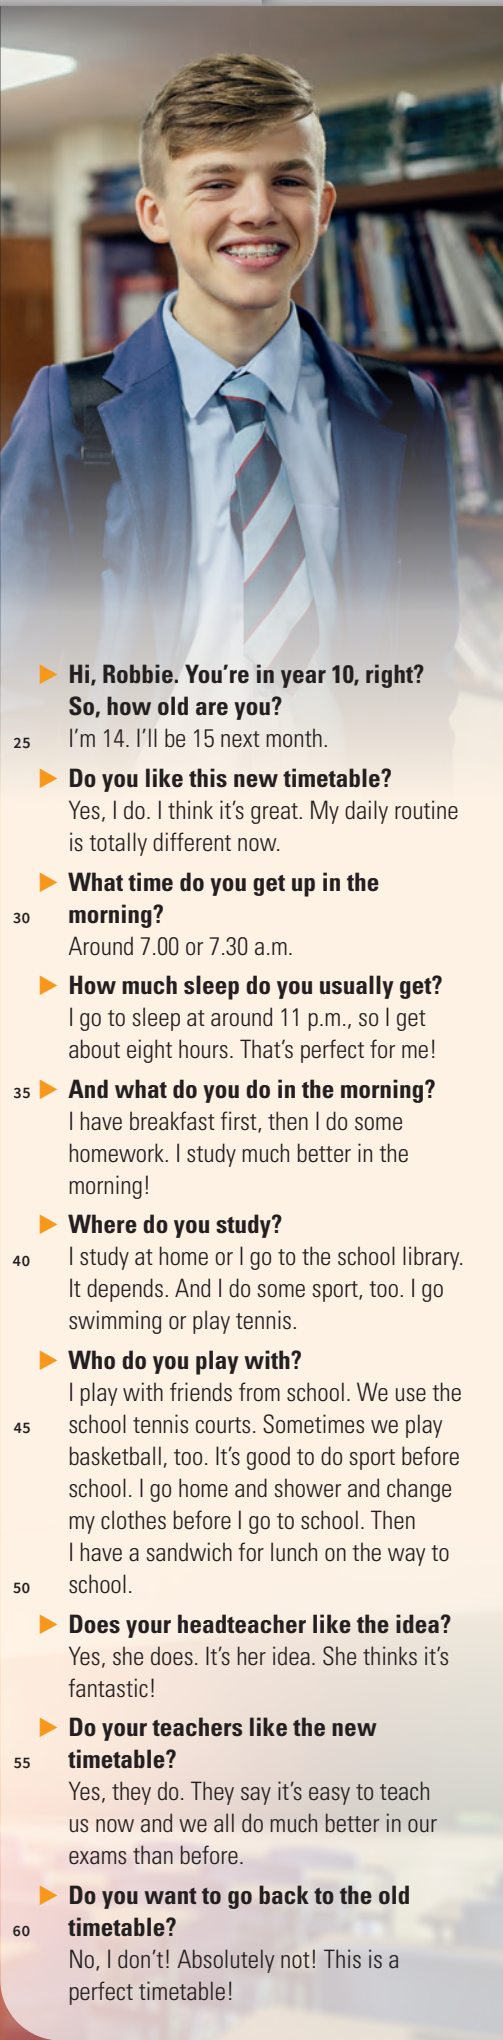 Hi, Robbie. You're in year 10, right?
So, how old are you?
25 I'm 14. I'll be 15 next month.
Do you like this new timetable?
Yes, I do. I think it's great. My daily routine
is totally different now.
What time do you get up in the
30 morning?
Around 7.00 or 7.30 a.m.
How much sleep do you usually get?
I go to sleep at around 11 p.m., so I get
about eight hours. That's perfect for me!
35 And what do you do in the morning?
I have breakfast first, then I do some
homework. I study much better in the
morning!
Where do you study?
40 I study at home or I go to the school library.
It depends. And I do some sport, too. I go
swimming or play tennis.
Who do you play with?
I play with friends from school. We use the
45 school tennis courts. Sometimes we play
basketball, too. It's good to do sport before
school. I go home and shower and change
my clothes before I go to school. Then
I have a sandwich for lunch on the way to
50 school.
Does your headteacher like the idea?
Yes, she does. It's her idea. She thinks it's
fantastic!
Do your teachers like the new
55 timetable?
Yes, they do. They say it's easy to teach
us now and we all do much better in our
exams than before.
Do you want to go back to the old
60 timetable?
No, I don't! Absolutely not! This is a
perfect timetable!